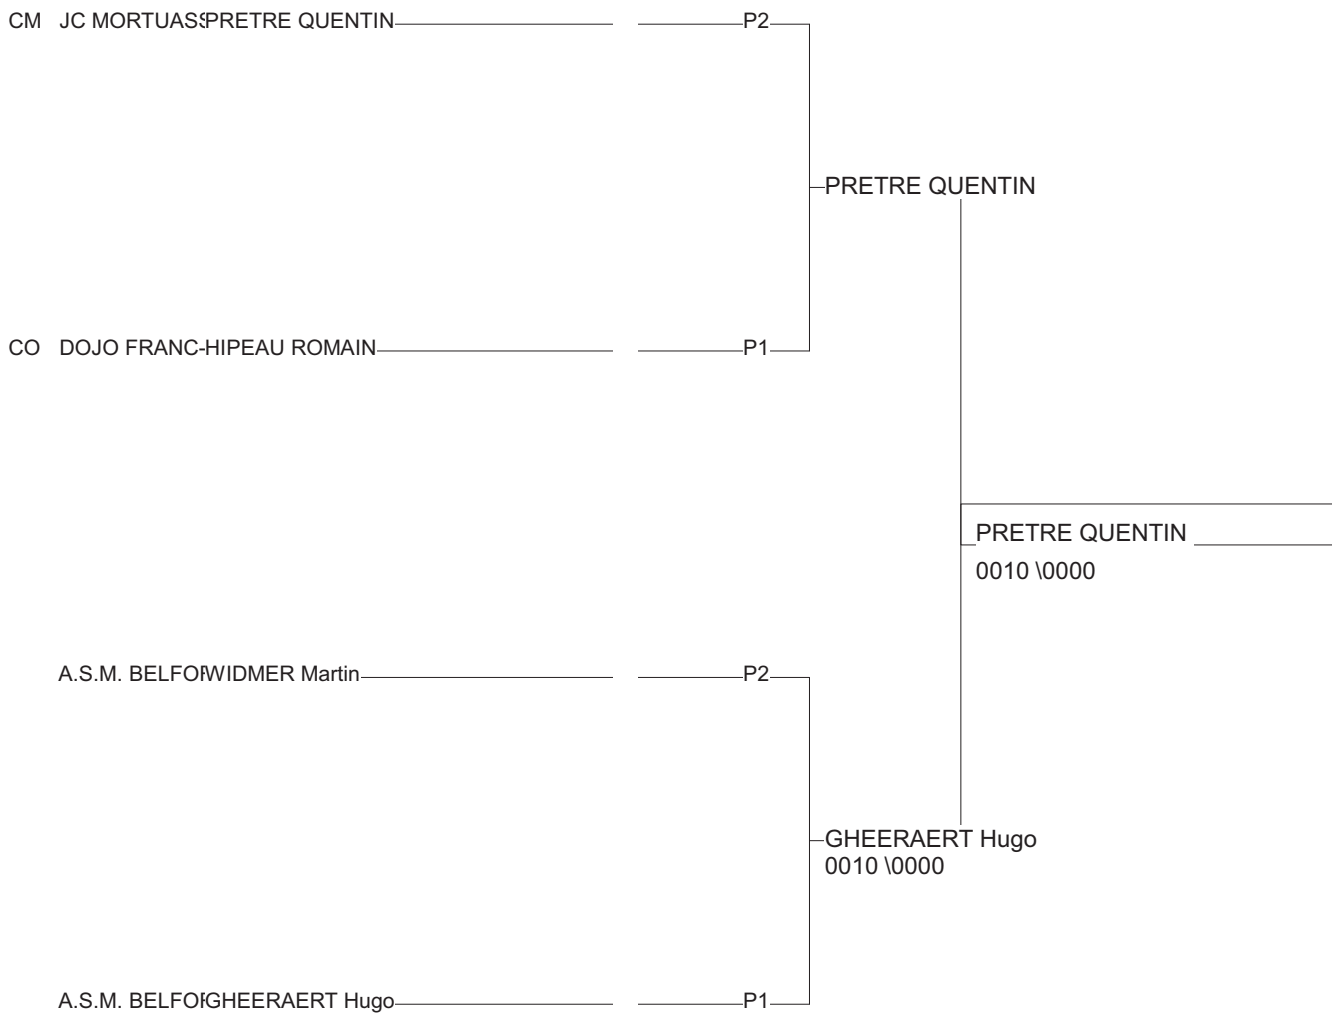 CM JC MORTUASS PRETRE QUENTIN P2
PRETRE QUENTIN
CO DOJO FRANC-HIPEAU ROMAIN P1
PRETRE QUENTIN
0010 \0000
A.S.M. BELFO WIDMER Martin P2
GHEERAERT Hugo
0010 \0000
A.S.M. BELFO GHEERAERT Hugo P1